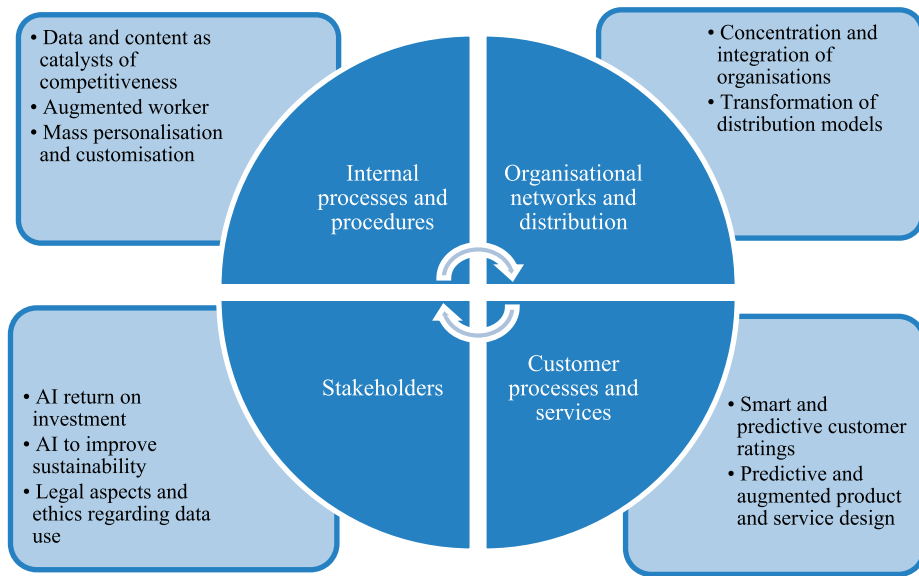 • Data and content as
catalysts of
competitiveness
• Augmented worker
• Mass personalisation
and customisation
• Concentration and
integration of
organisations
• Transformation of
distribution models
Internal
processes and
procedures
Organisational
networks and
distribution
Stakeholders
Customer
processes and
services
• AI return on
investment
• AI to improve
sustainability
• Legal aspects and
ethics regarding data
use
• Smart and
predictive customer
ratings
• Predictive and
augmented product
and service design